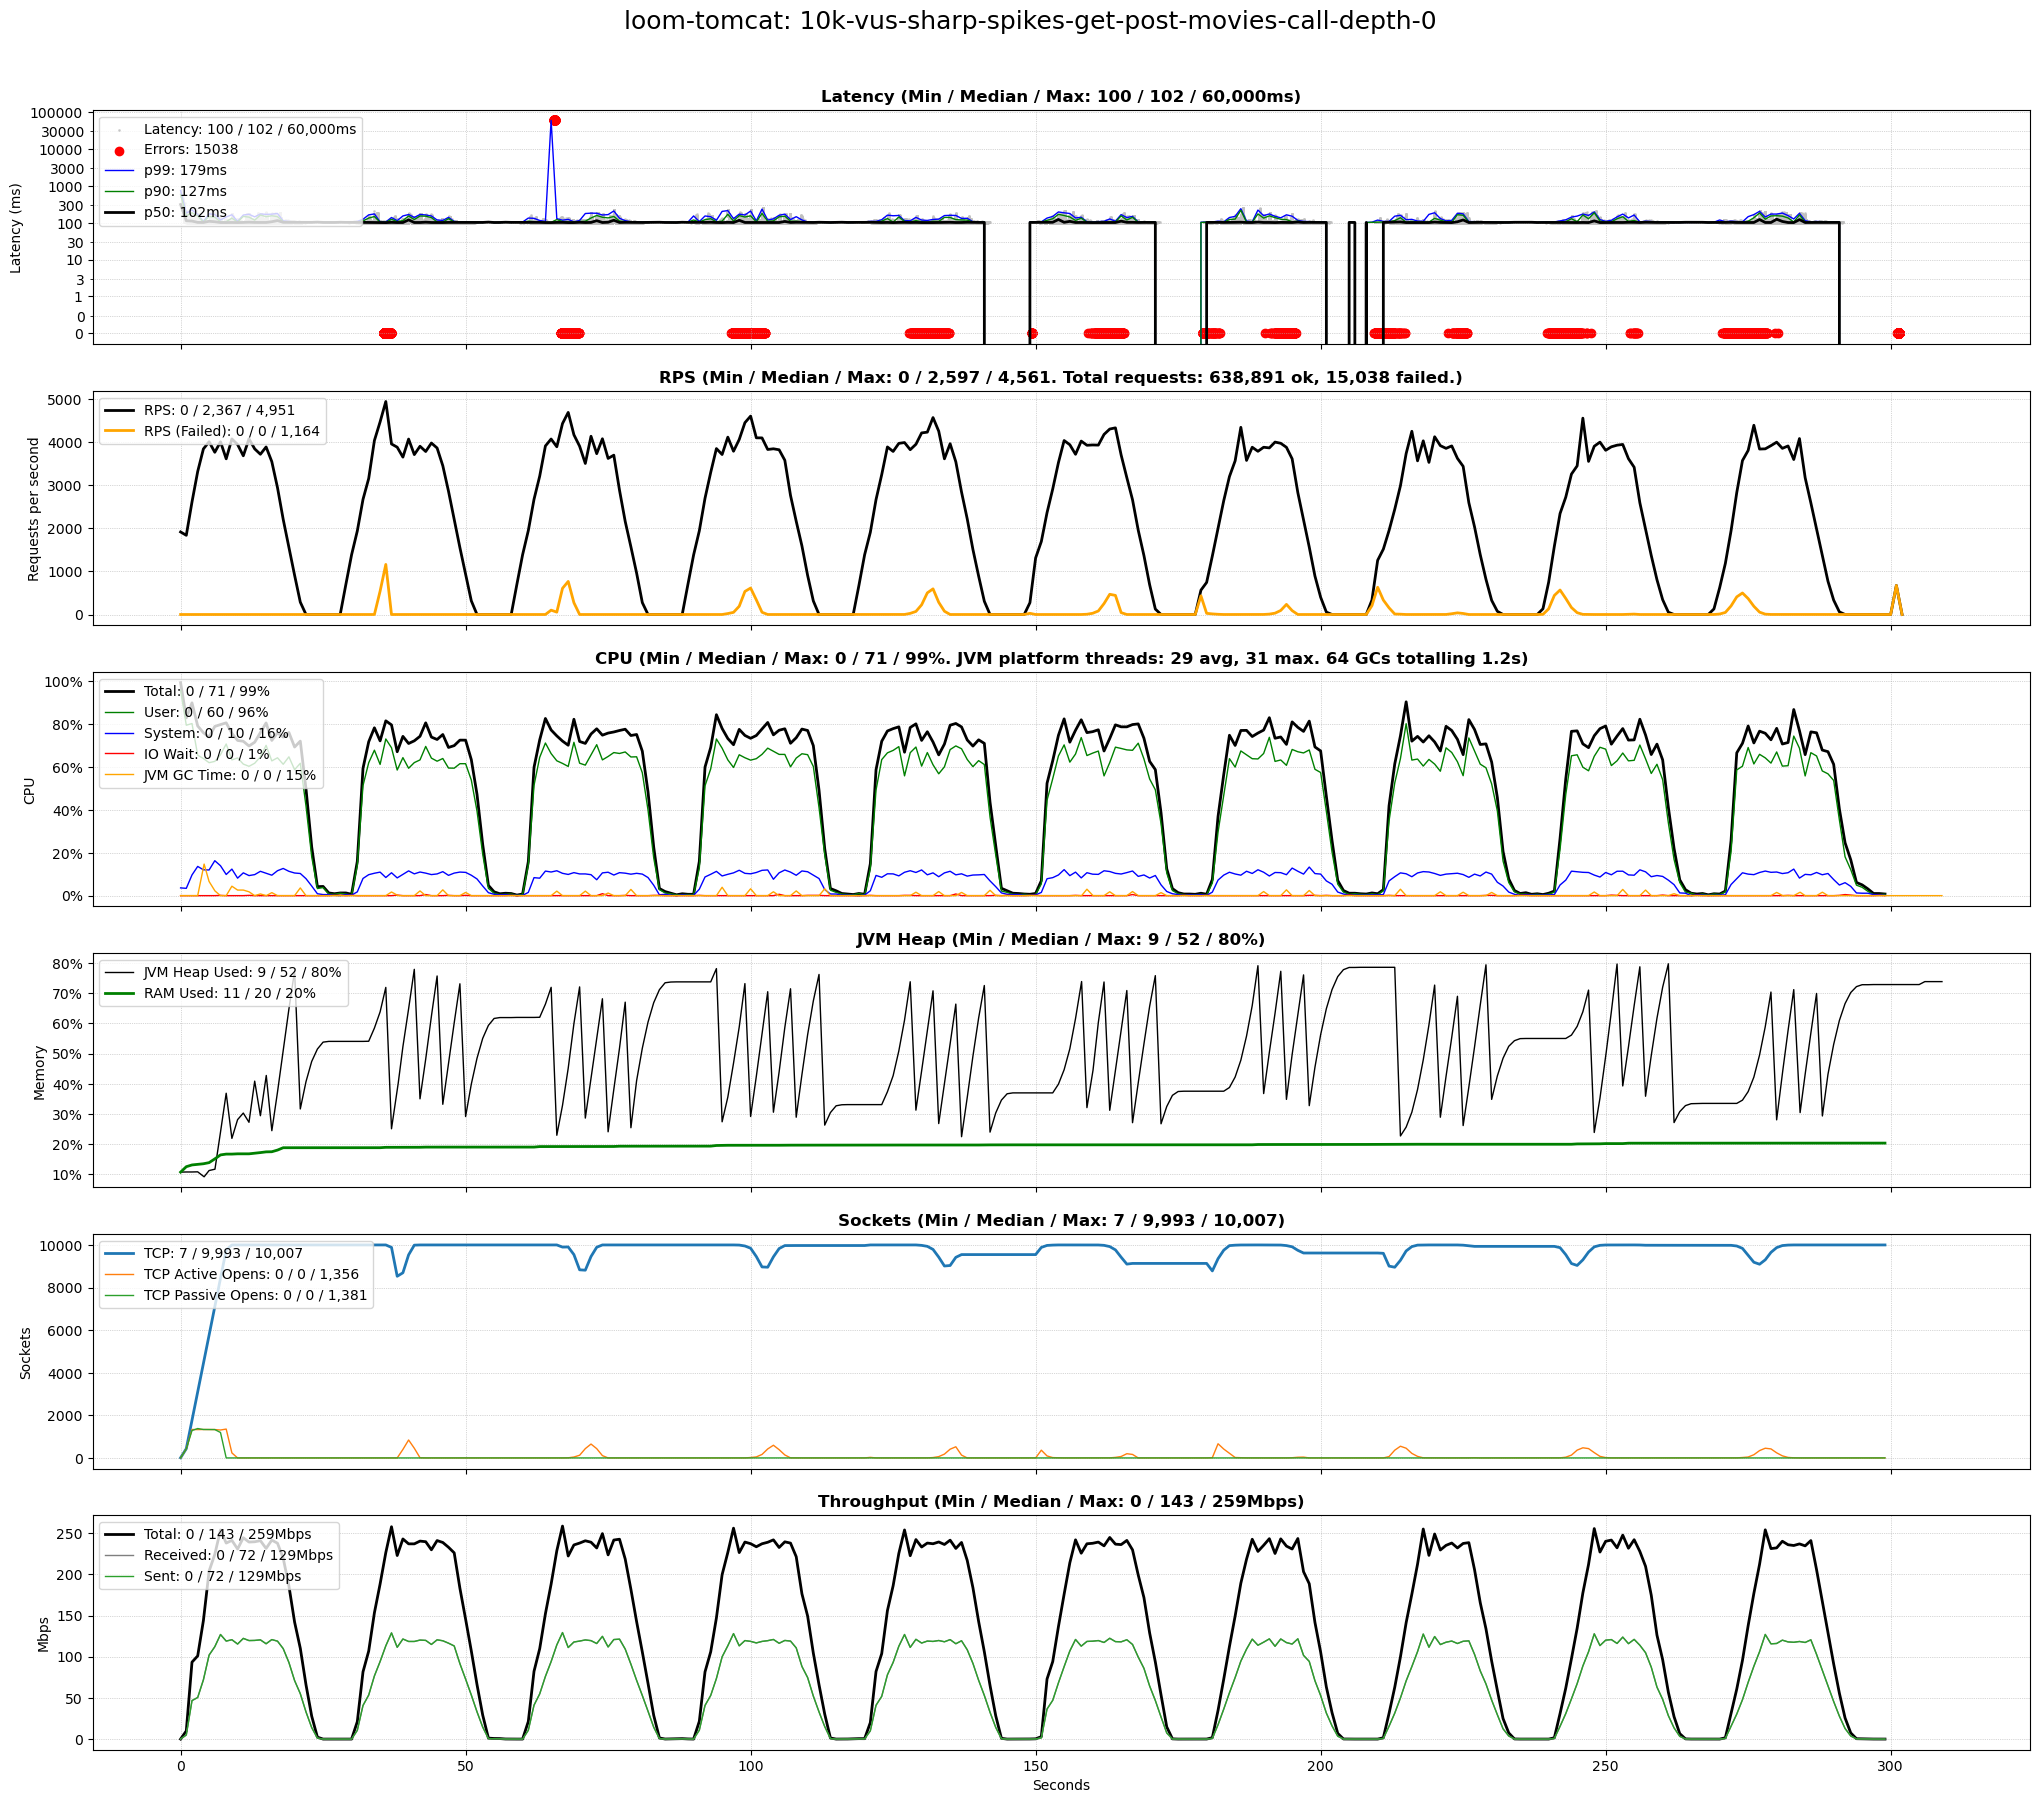 loom-tomcat: 10k-vus-sharp-spikes-get-post-movies-call-depth-0
Latency (Min / Median / Max: 100 / 102 / 60,000ms)
Latency (ms)
100000
30000
10000
3000
1000
300
100
30
10
3
1
0
0
Latency: 100 / 102 / 60,000ms
Errors: 15038
p99: 179ms
p90: 127ms
p50: 102ms
RPS (Min / Median / Max: 0 / 2,597 / 4,561. Total requests: 638,891 ok, 15,038 failed.)
Requests per second
5000
4000
3000
2000
1000
0
RPS: 0 / 2,367 / 4,951
RPS (Failed): 0 / 0 / 1,164
CPU (Min / Median / Max: 0 / 71 / 99%. JVM platform threads: 29 avg, 31 max. 64 GCs totalling 1.2s)
CPU
100%
80%
60%
40%
20%
0%
Total: 0 / 71 / 99%
User: 0 / 60 / 96%
System: 0 / 10 / 16%
IO Wait: 0 / 0 / 1%
JVM GC Time: 0 / 0 / 15%
JVM Heap (Min / Median / Max: 9 / 52 / 80%)
Memory
80%
70%
60%
50%
40%
30%
20%
10%
JVM Heap Used: 9 / 52 / 80%
RAM Used: 11 / 20 / 20%
Sockets (Min / Median / Max: 7 / 9,993 / 10,007)
Sockets
10000
8000
6000
4000
2000
0
TCP: 7 / 9,993 / 10,007
TCP Active Opens: 0 / 0 / 1,356
TCP Passive Opens: 0 / 0 / 1,381
Throughput (Min / Median / Max: 0 / 143 / 259Mbps)
Mbps
250
200
150
100
50
0
Total: 0 / 143 / 259Mbps
Received: 0 / 72 / 129Mbps
Sent: 0 / 72 / 129Mbps
0 50 100 150 200 250 300
Seconds